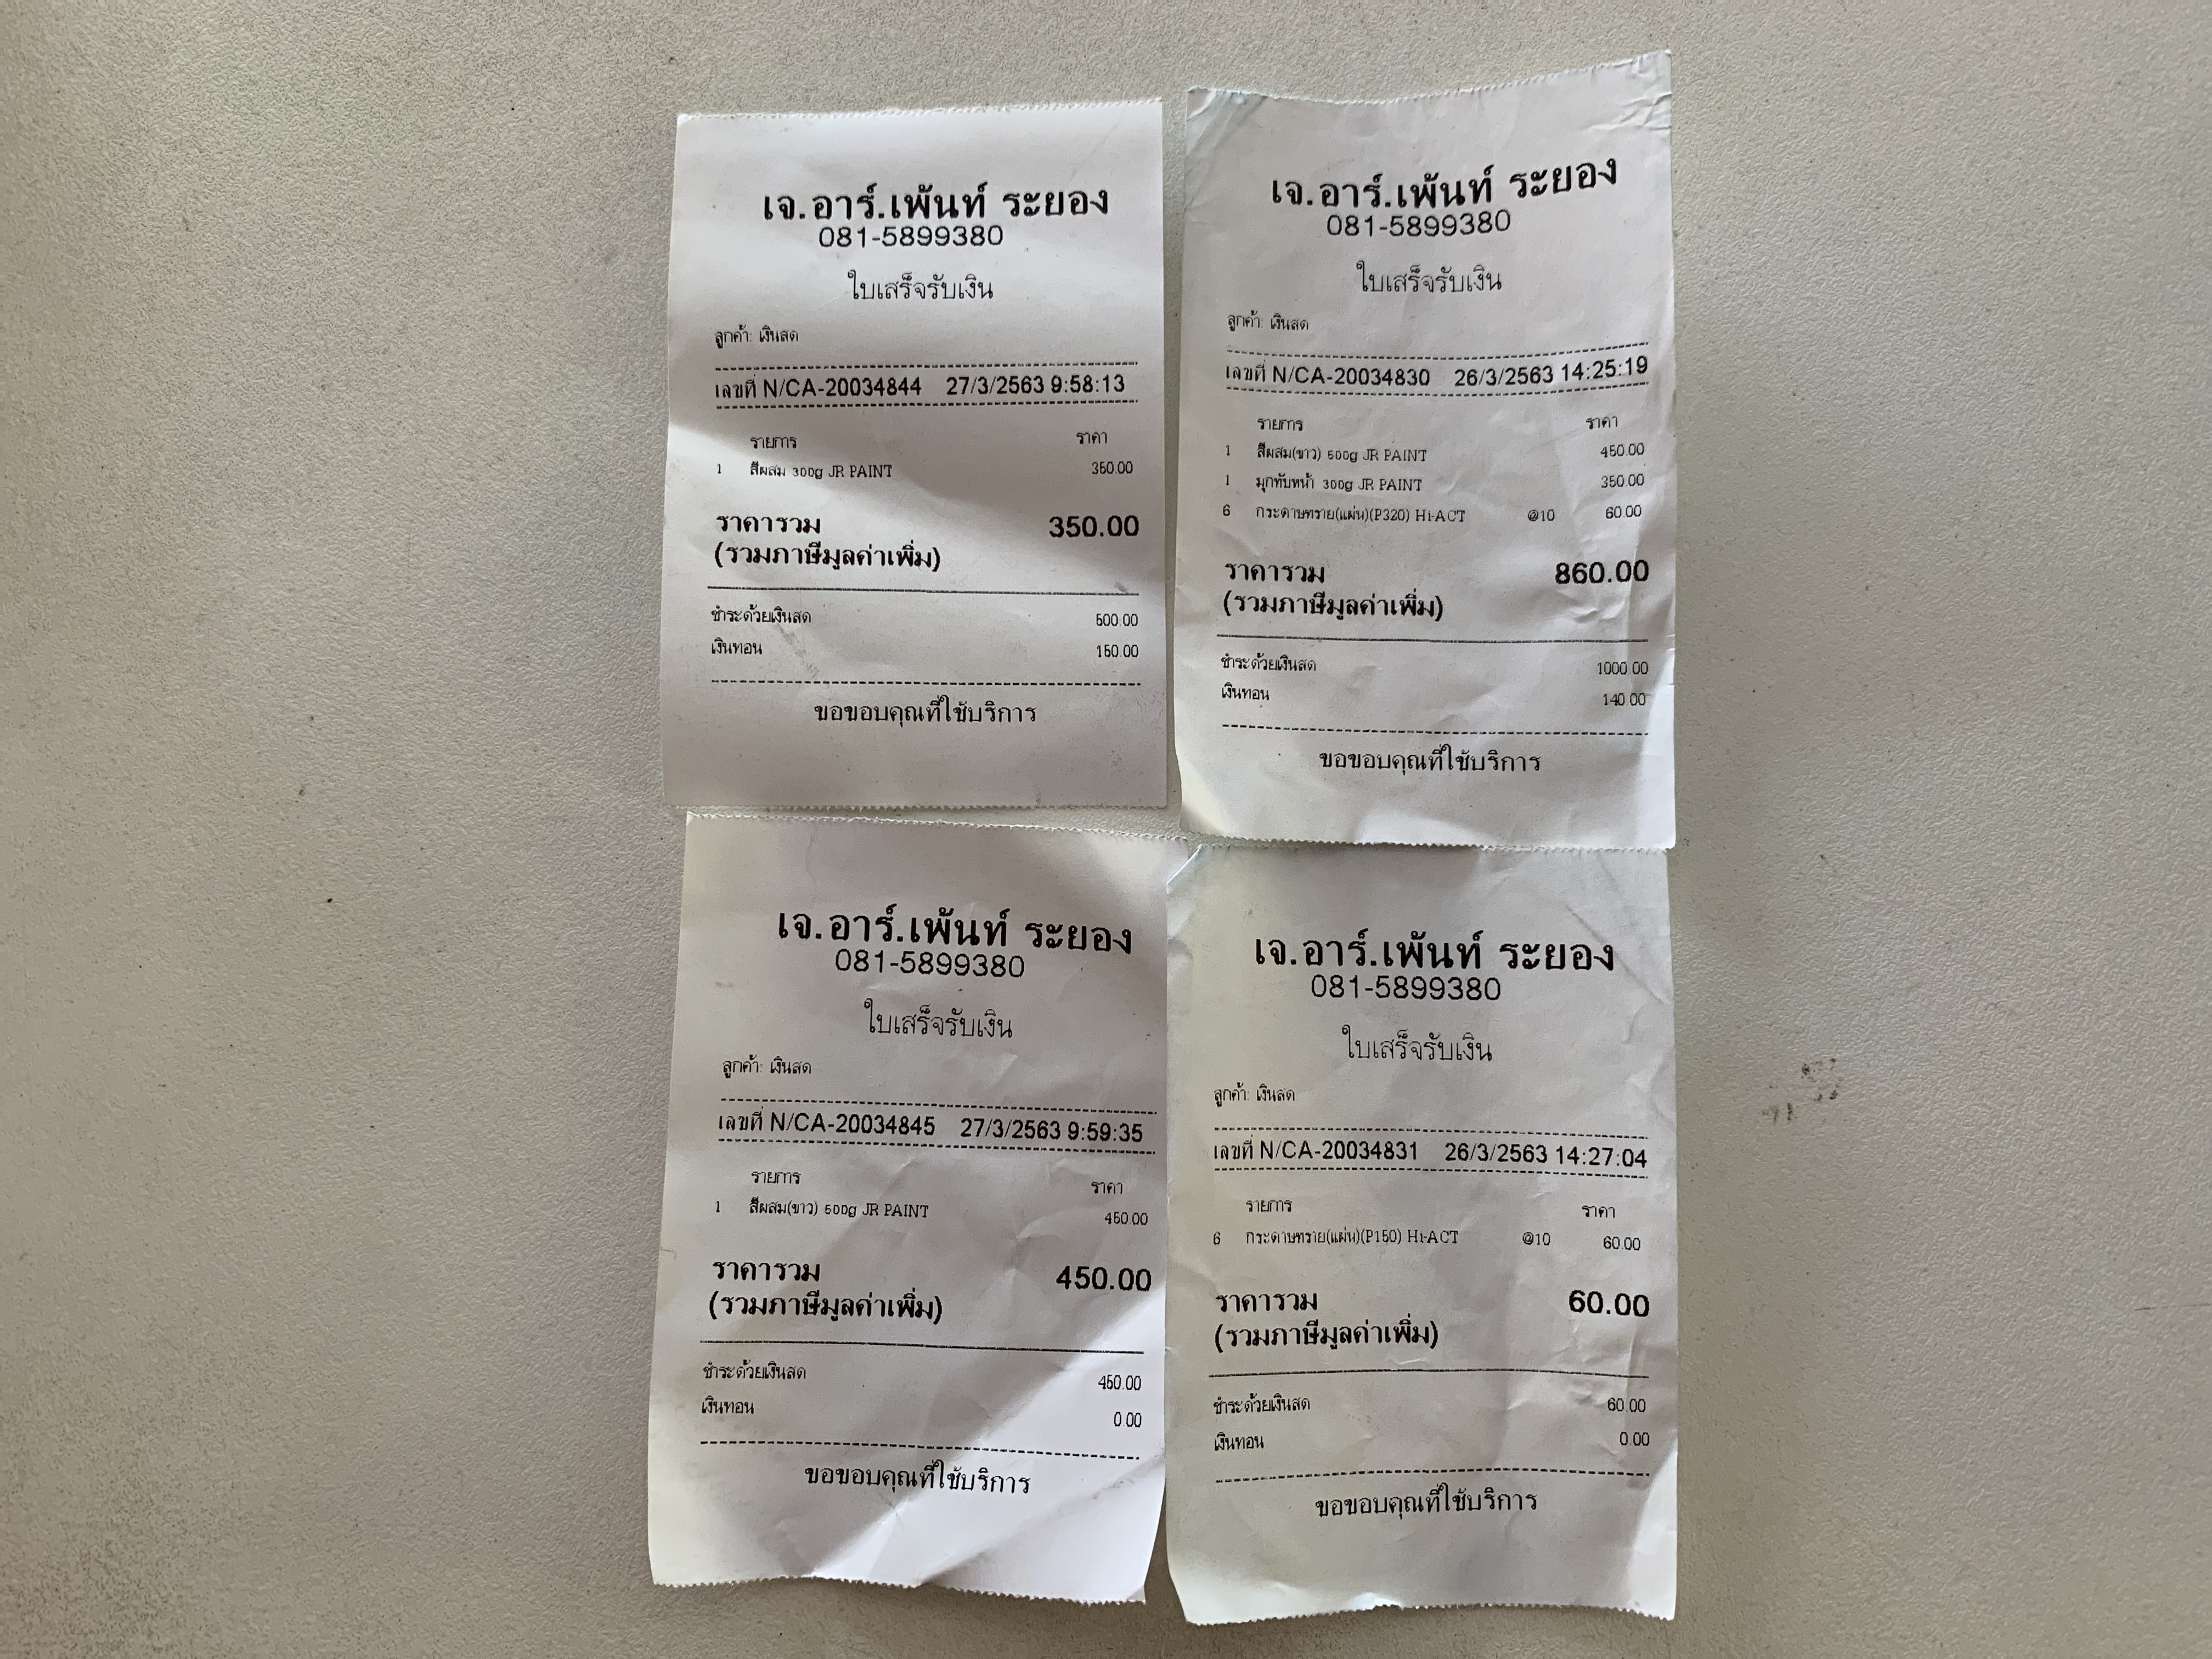 เจ.อาร์.เพ้นท์ ระยอง
081-5899380
ใบเสร็จรับเงิน
ลูกค้า: เงินสด
เลขที่ N/CA-20034844 27/3/2563 9:58:13
รายการ ราคา
1 สีผสม 300g JR PAINT 350.00
ราคารวม 350.00
(รวมภาษีมูลค่าเพิ่ม)
ชำระด้วยเงินสด 500.00
เงินทอน 150.00
ขอขอบคุณที่ใช้บริการ
เจ.อาร์.เพ้นท์ ระยอง
081-5899380
ใบเสร็จรับเงิน
ลูกค้า: เงินสด
เลขที่ N/CA-20034830 26/3/2563 14:25:19
รายการ ราคา
1 สีผสม(ขาว) 500g JR PAINT 450.00
1 มุกทับหน้า 300g JR PAINT 350.00
6 กระดาษทราย(แผ่น)(P320) Hi-ACT @10 60.00
ราคารวม 860.00
(รวมภาษีมูลค่าเพิ่ม)
ชำระด้วยเงินสด 1000.00
เงินทอน 140.00
ขอขอบคุณที่ใช้บริการ
เจ.อาร์.เพ้นท์ ระยอง
081-5899380
ใบเสร็จรับเงิน
ลูกค้า: เงินสด
เลขที่ N/CA-20034845 27/3/2563 9:59:35
รายการ ราคา
1 สีผสม(ขาว) 500g JR PAINT 450.00
ราคารวม 450.00
(รวมภาษีมูลค่าเพิ่ม)
ชำระด้วยเงินสด 450.00
เงินทอน 0.00
ขอขอบคุณที่ใช้บริการ
เจ.อาร์.เพ้นท์ ระยอง
081-5899380
ใบเสร็จรับเงิน
ลูกค้า: เงินสด
เลขที่ N/CA-20034831 26/3/2563 14:27:04
รายการ ราคา
6 กระดาษทราย(แผ่น)(P150) Hi-ACT @10 60.00
ราคารวม 60.00
(รวมภาษีมูลค่าเพิ่ม)
ชำระด้วยเงินสด 60.00
เงินทอน 0.00
ขอขอบคุณที่ใช้บริการ